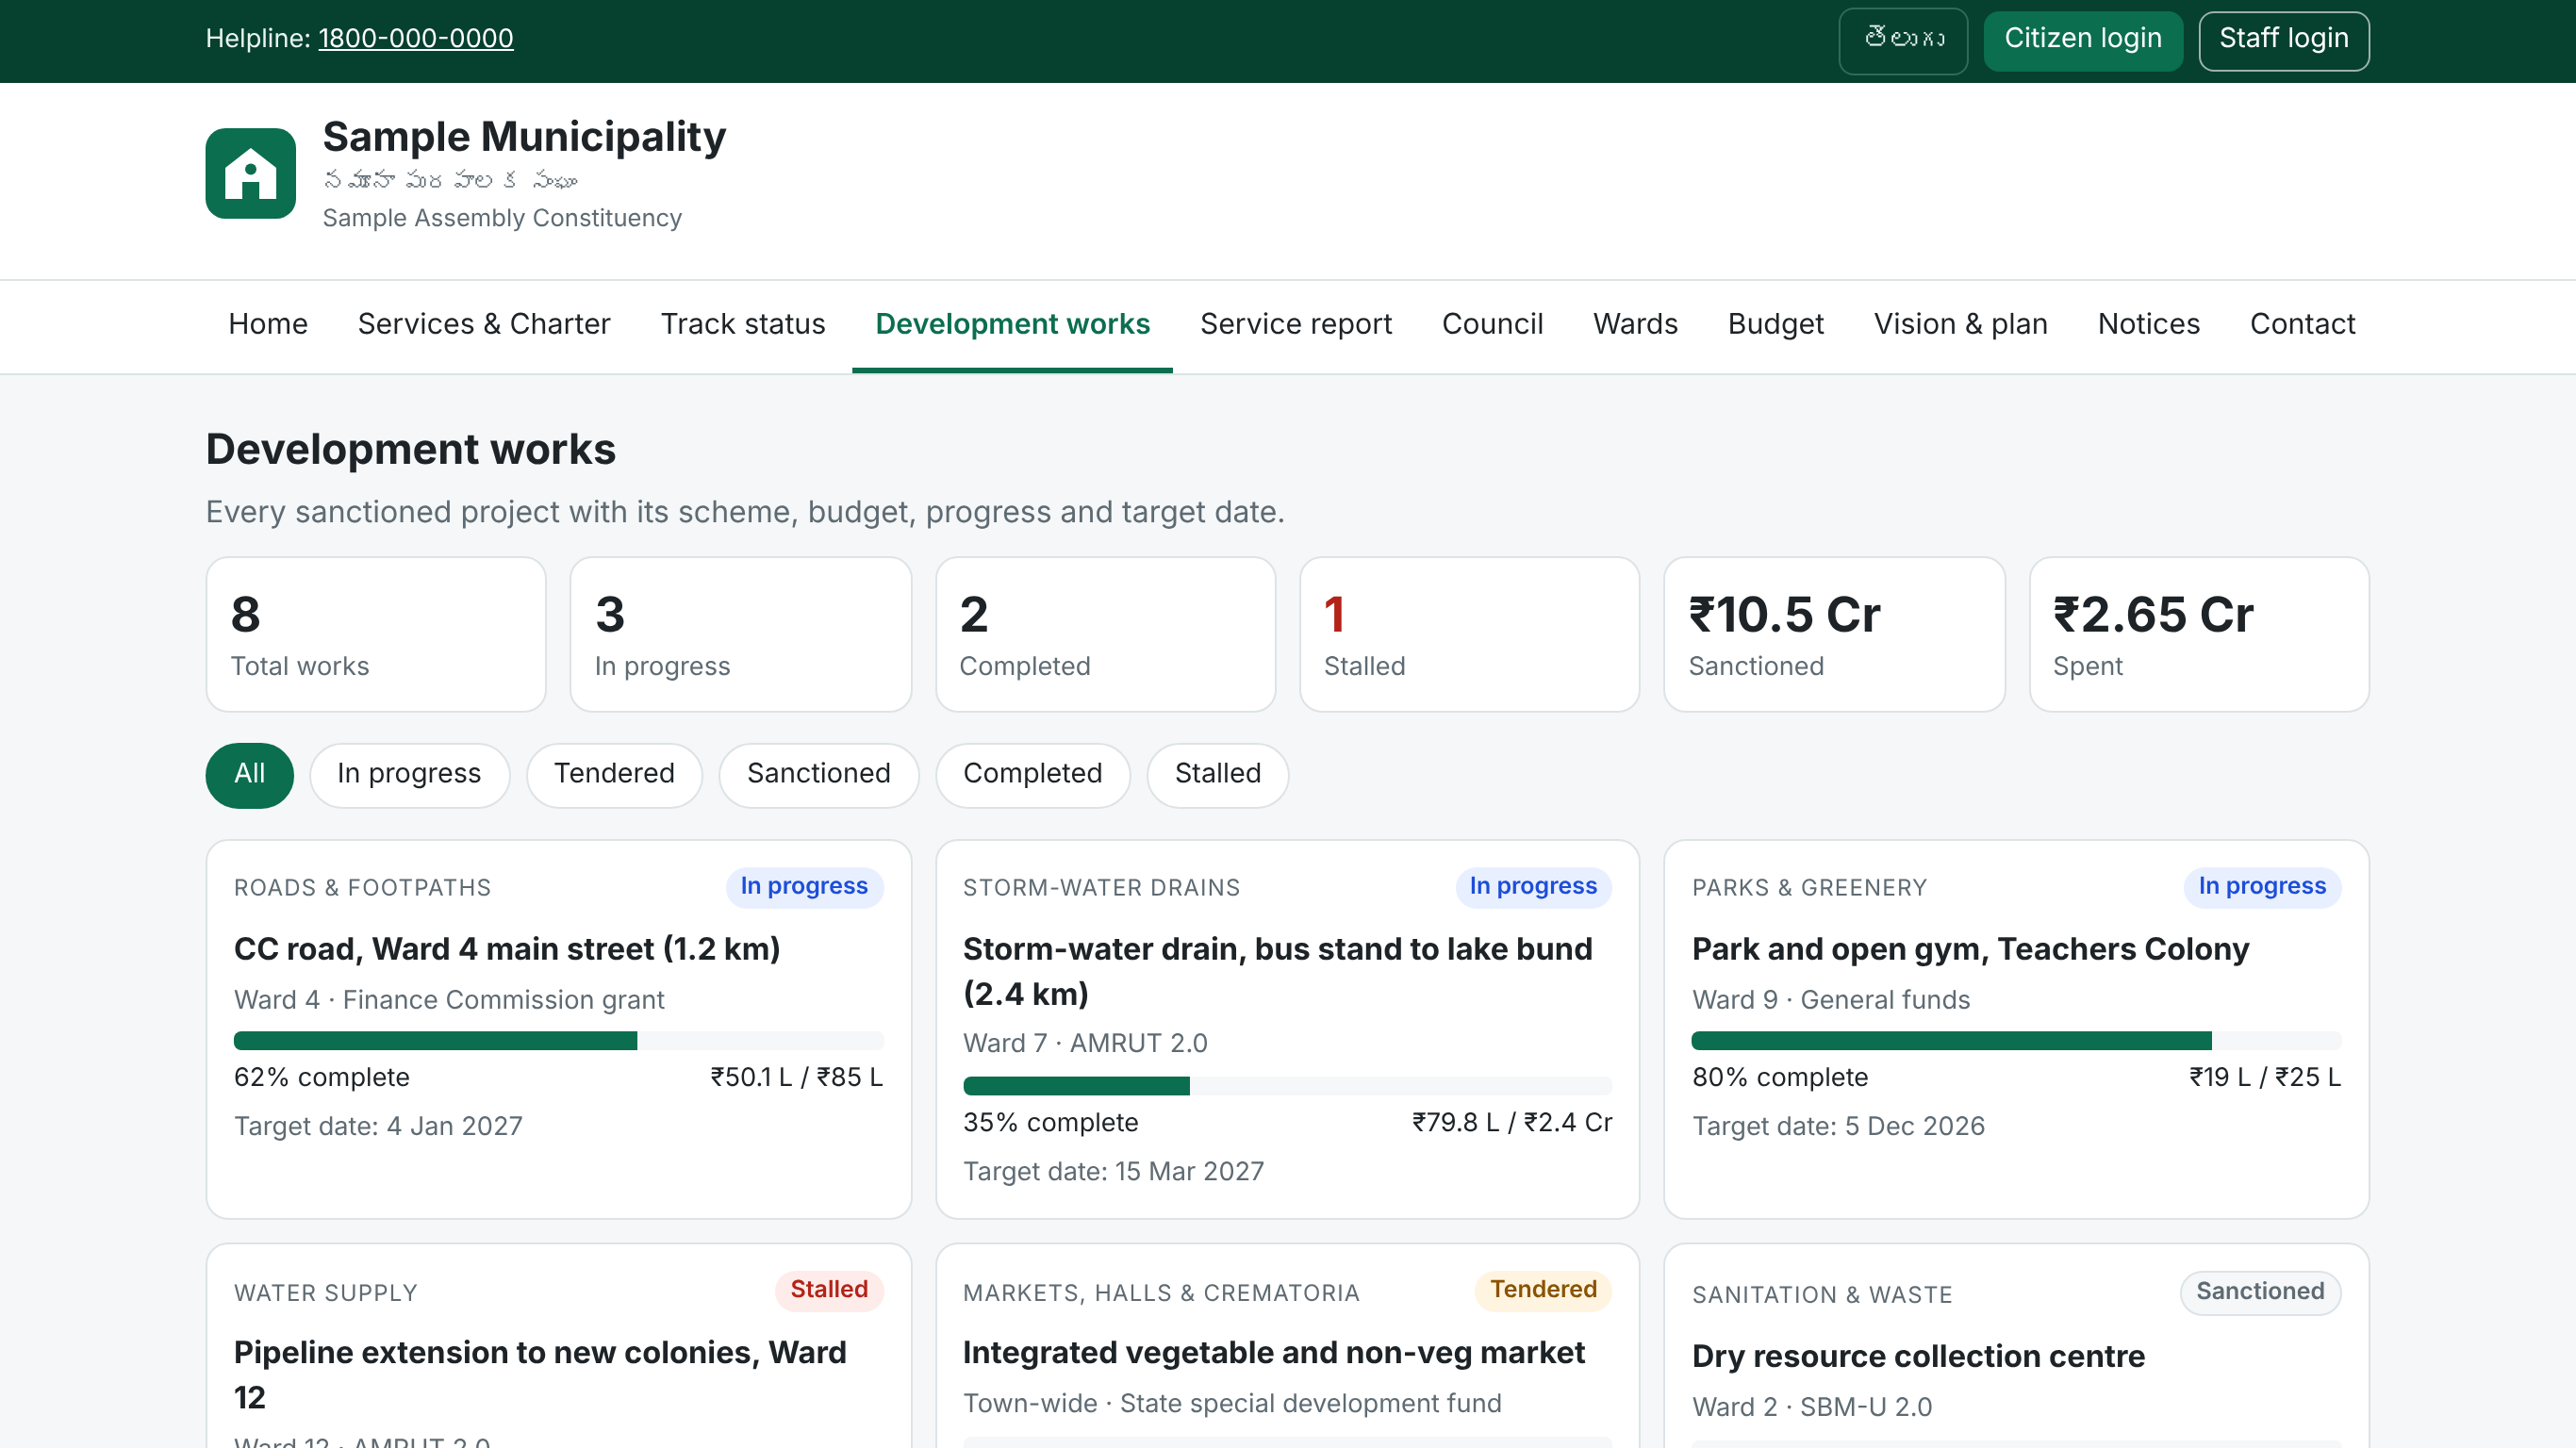 Helpline: 1800-000-0000
తెలుగు
Citizen login
Staff login
Sample Municipality
నమూనా పురపాలక సంఘం
Sample Assembly Constituency
Home
Services & Charter
Track status
Development works
Service report
Council
Wards
Budget
Vision & plan
Notices
Contact
Development works
Every sanctioned project with its scheme, budget, progress and target date.
8
Total works
3
In progress
2
Completed
1
Stalled
₹10.5 Cr
Sanctioned
₹2.65 Cr
Spent
All
In progress
Tendered
Sanctioned
Completed
Stalled
ROADS & FOOTPATHS
In progress
CC road, Ward 4 main street (1.2 km)
Ward 4 · Finance Commission grant
62% complete
₹50.1 L / ₹85 L
Target date: 4 Jan 2027
STORM-WATER DRAINS
In progress
Storm-water drain, bus stand to lake bund
(2.4 km)
Ward 7 · AMRUT 2.0
35% complete
₹79.8 L / ₹2.4 Cr
Target date: 15 Mar 2027
PARKS & GREENERY
In progress
Park and open gym, Teachers Colony
Ward 9 · General funds
80% complete
₹19 L / ₹25 L
Target date: 5 Dec 2026
WATER SUPPLY
Stalled
Pipeline extension to new colonies, Ward
12
Ward 12 · AMRUT 2.0
MARKETS, HALLS & CREMATORIA
Tendered
Integrated vegetable and non-veg market
Town-wide · State special development fund
SANITATION & WASTE
Sanctioned
Dry resource collection centre
Ward 2 · SBM-U 2.0